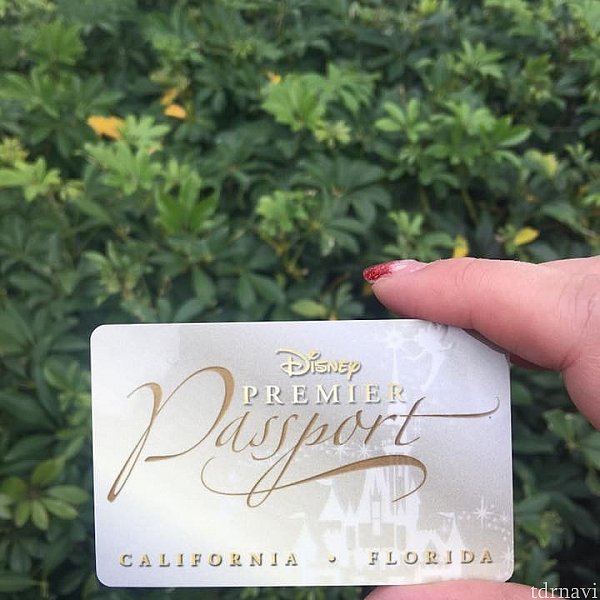 Disney
PREMIER
Passport
CALIFORNIA • FLORIDA
tdrnavi